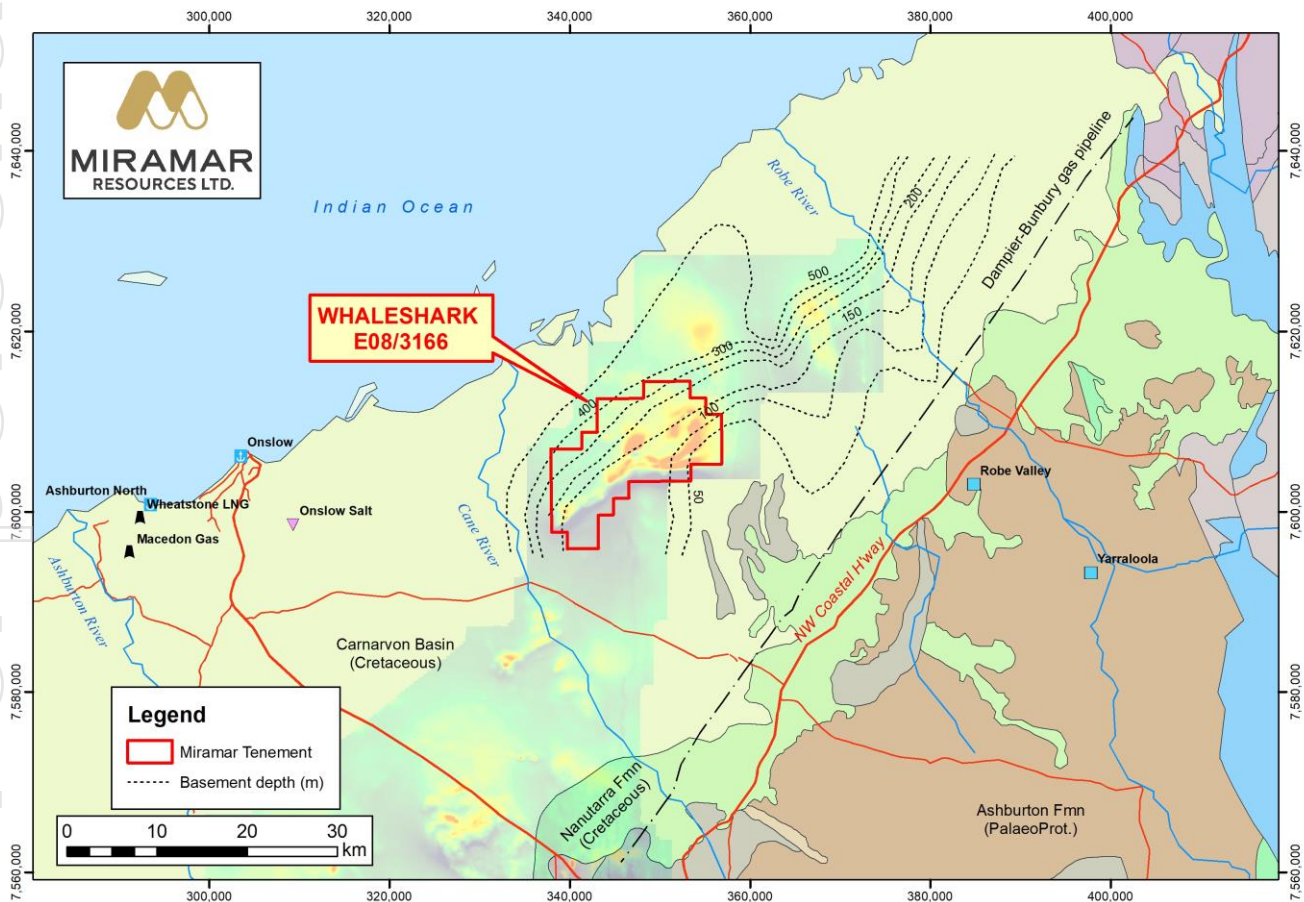 300,000
320,000
340,000
360,000
380,000
400,000
7,640,000
7,620,000
7,600,000
7,580,000
7,560,000
MIRAMAR
RESOURCES LTD.
Indian Ocean
Robe River
200
Dampier-Bunbury gas pipeline
500
150
WHALESHARK
E08/3166
300
400
100
50
Onslow
Ashburton North
Wheatstone LNG
Onslow Salt
Macedon Gas
Ashburton River
Cane River
Robe Valley
Yarraloola
NW Coastal H'way
Carnarvon Basin
(Cretaceous)
Nanutarra Fmn
(Cretaceous)
Ashburton Fmn
(PalaeoProt.)
Legend
Miramar Tenement
Basement depth (m)
0
10
20
30
km
7,640,000
7,620,000
7,600,000
7,580,000
7,560,000
300,000
320,000
340,000
360,000
380,000
400,000